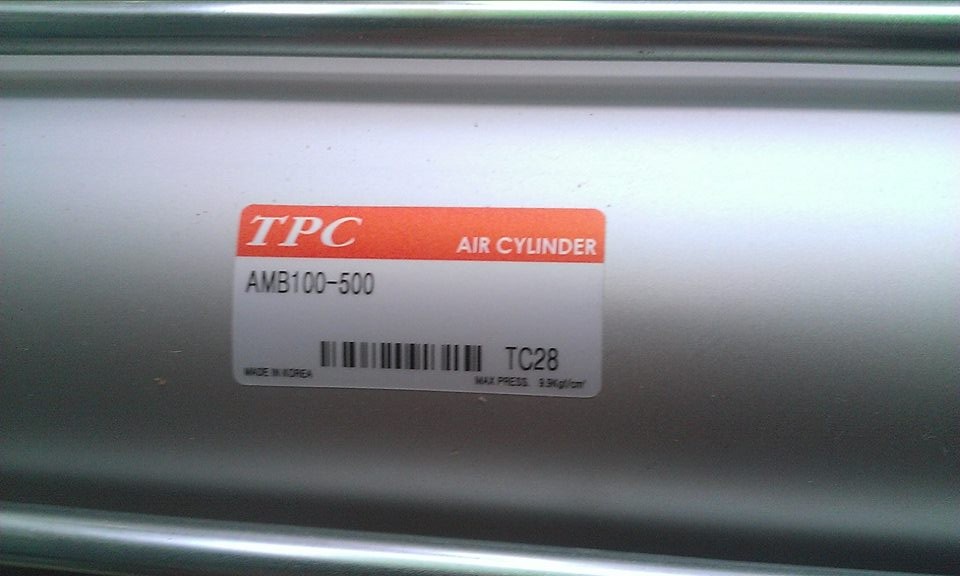 TPC
AIR CYLINDER
AMB100-500
TC28
MADE IN KOREA
MAX PRESS. 9.9Kgf/cm²